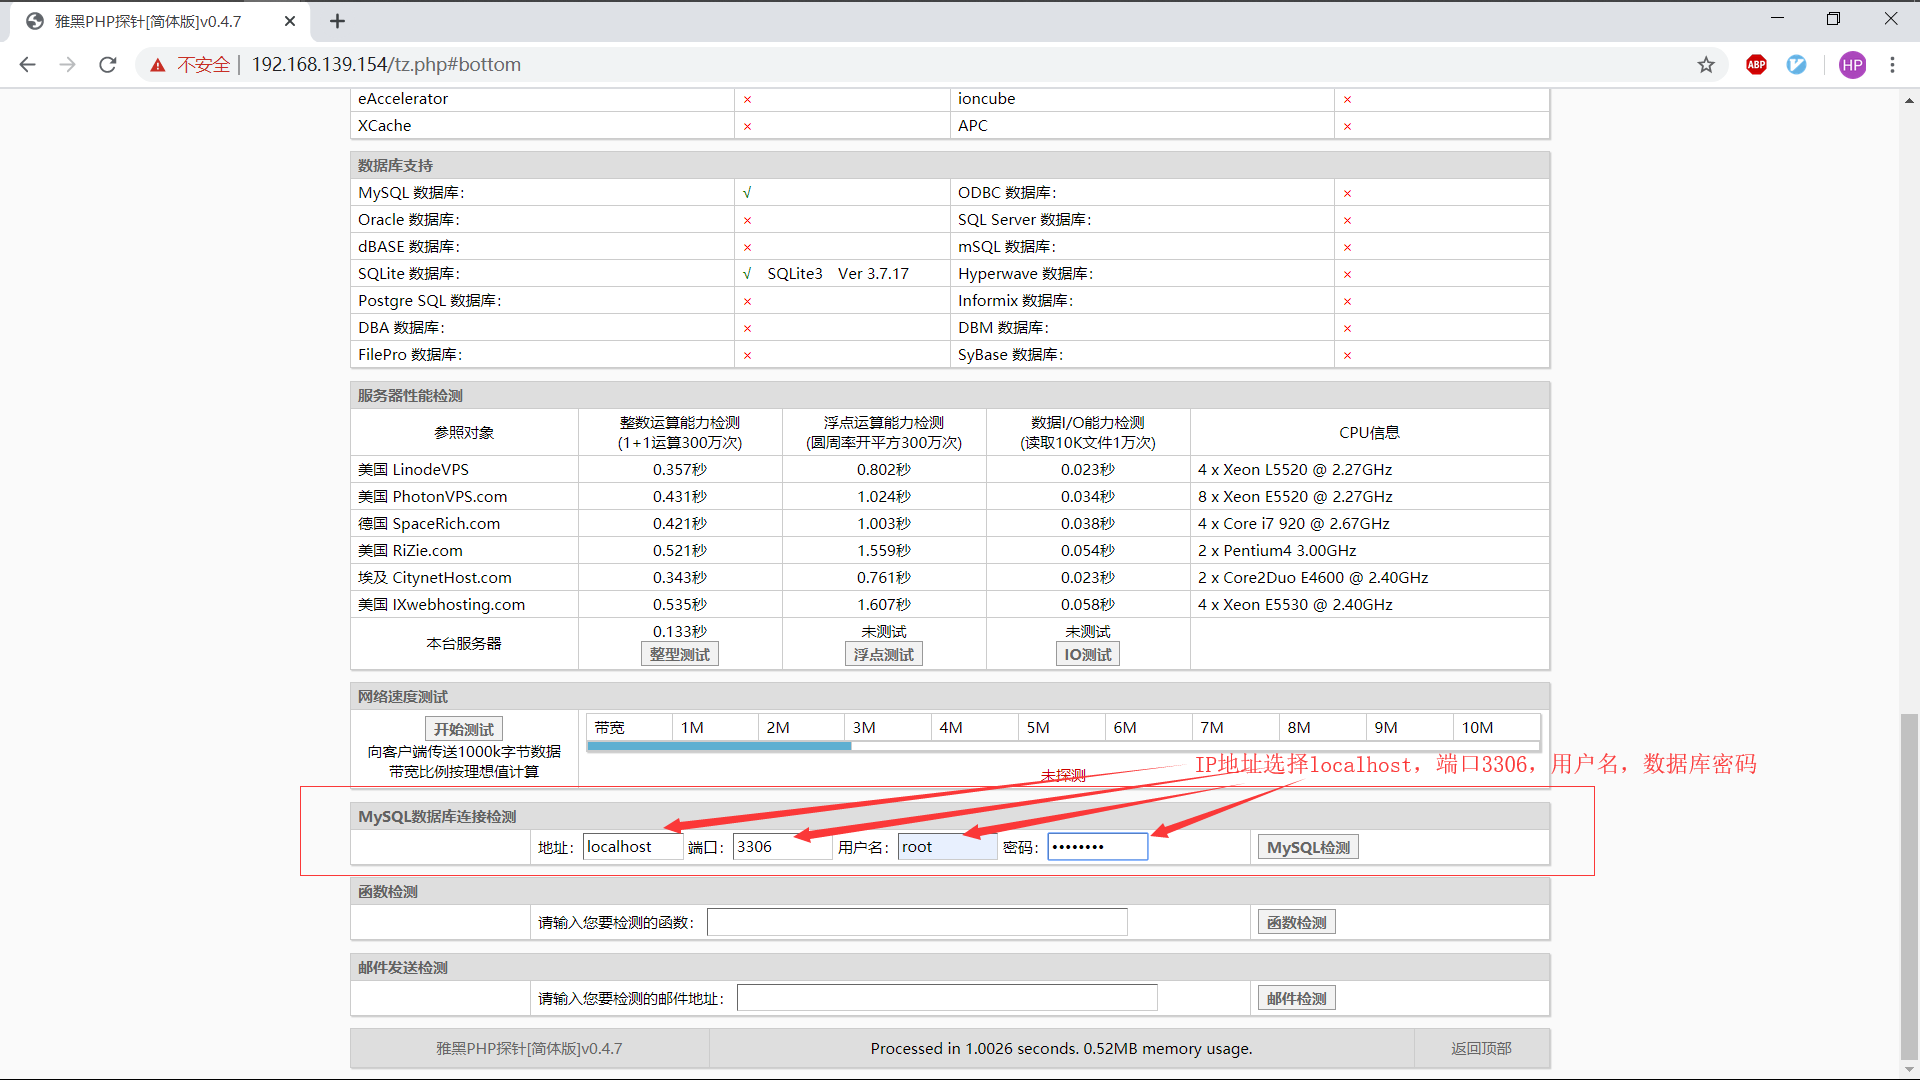 雅黑PHP探针[简体版]v0.4.7
不安全 | 192.168.139.154/tz.php#bottom
ABP
HP
eAccelerator × ioncube ×
XCache × APC ×
数据库支持
MySQL 数据库： √ ODBC 数据库： ×
Oracle 数据库： × SQL Server 数据库： ×
dBASE 数据库： × mSQL 数据库： ×
SQLite 数据库： √ SQLite3 Ver 3.7.17 Hyperwave 数据库： ×
Postgre SQL 数据库： × Informix 数据库： ×
DBA 数据库： × DBM 数据库： ×
FilePro 数据库： × SyBase 数据库： ×
服务器性能检测
参照对象 整数运算能力检测 浮点运算能力检测 数据I/O能力检测 CPU信息
(1+1运算300万次) (圆周率开平方300万次) (读取10K文件1万次)
美国 LinodeVPS 0.357秒 0.802秒 0.023秒 4 x Xeon L5520 @ 2.27GHz
美国 PhotonVPS.com 0.431秒 1.024秒 0.034秒 8 x Xeon E5520 @ 2.27GHz
德国 SpaceRich.com 0.421秒 1.003秒 0.038秒 4 x Core i7 920 @ 2.67GHz
美国 RiZie.com 0.521秒 1.559秒 0.054秒 2 x Pentium4 3.00GHz
埃及 CitynetHost.com 0.343秒 0.761秒 0.023秒 2 x Core2Duo E4600 @ 2.40GHz
美国 IXwebhosting.com 0.535秒 1.607秒 0.058秒 4 x Xeon E5530 @ 2.40GHz
本台服务器 0.133秒 未测试 未测试
整型测试 浮点测试 IO测试
网络速度测试
开始测试
向客户端传送1000k字节数据
带宽比例按理想值计算
带宽 1M 2M 3M 4M 5M 6M 7M 8M 9M 10M
未探测
IP地址选择localhost，端口3306，用户名，数据库密码
MySQL数据库连接检测
地址： localhost 端口： 3306 用户名： root 密码： •••••••• MySQL检测
函数检测
请输入您要检测的函数： 函数检测
邮件发送检测
请输入您要检测的邮件地址： 邮件检测
雅黑PHP探针[简体版]v0.4.7 Processed in 1.0026 seconds. 0.52MB memory usage. 返回顶部